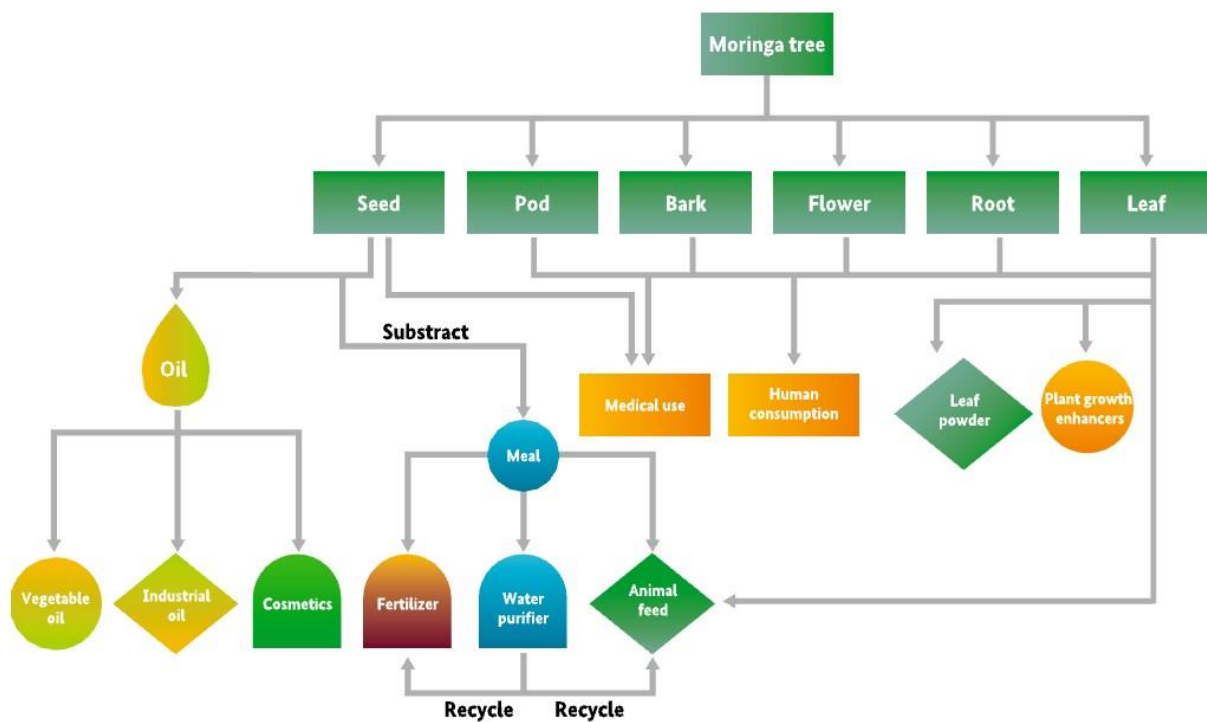 Moringa tree
Seed
Pod
Bark
Flower
Root
Leaf
Substract
Oil
Medical use
Human
consumption
Leaf
powder
Plant growth
enhancers
Meal
Vegetable
oil
Industrial
oil
Cosmetics
Fertilizer
Water
purifier
Animal
feed
Recycle
Recycle